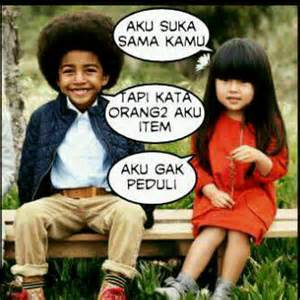 AKU SUKA
SAMA KAMU
TAPI KATA
ORANG2 AKU
ITEM
AKU GAK
PEDULI